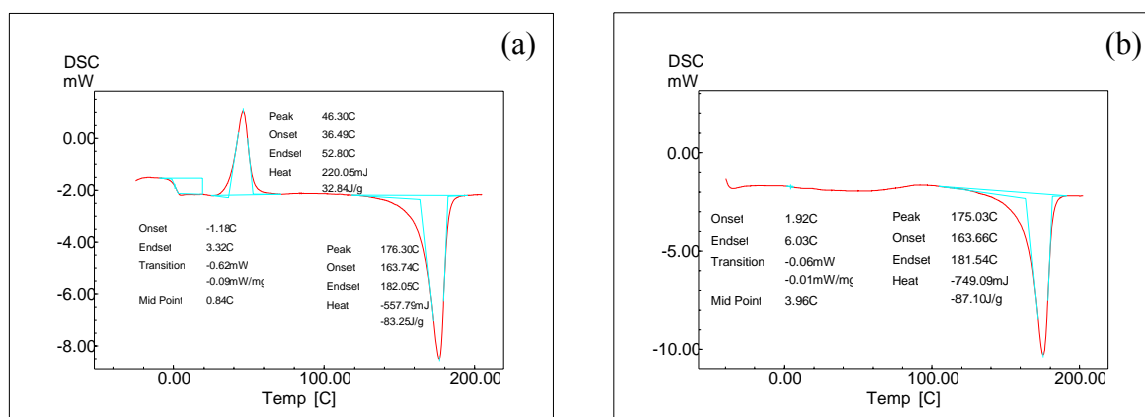 (a)
DSC
mW
0.00
-2.00
-4.00
-6.00
-8.00
Peak 46.30C
Onset 36.49C
Endset 52.80C
Heat 220.05mJ
32.84J/g
Onset -1.18C
Endset 3.32C
Transition -0.62mW
-0.09mW/mg
Mid Point 0.84C
Peak 176.30C
Onset 163.74C
Endset 182.05C
Heat -557.79mJ
-83.25J/g
0.00 100.00 200.00
Temp [C]
(b)
DSC
mW
0.00
-5.00
-10.00
Onset 1.92C
Endset 6.03C
Transition -0.06mW
-0.01mW/mg
Mid Point 3.96C
Peak 175.03C
Onset 163.66C
Endset 181.54C
Heat -749.09mJ
-87.10J/g
0.00 100.00 200.00
Temp [C]